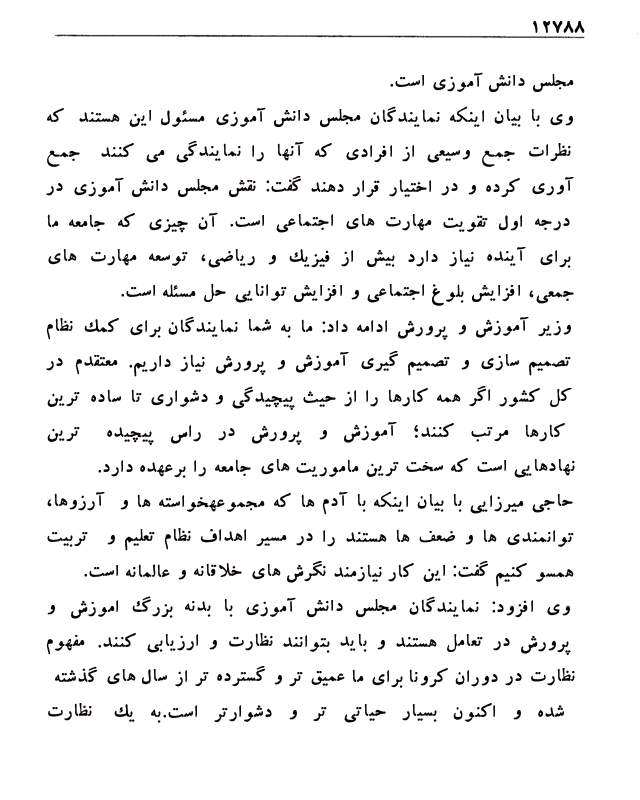 ۱۲۷۸۸
مجلس دانش آموزی است.
وی با بیان اینکه نمایندگان مجلس دانش آموزی مسئول این هستند که
نظرات جمع وسیعی از افرادی که آنها را نمایندگی می کنند جمع
آوری کرده و در اختیار قرار دهند گفت: نقش مجلس دانش آموزی در
درجه اول تقویت مهارت های اجتماعی است. آن چیزی که جامعه ما
برای آینده نیاز دارد بیش از فیزیك و ریاضی، توسعه مهارت های
جمعی، افزایش بلوغ اجتماعی و افزایش توانایی حل مسئله است.
وزیر آموزش و پرورش ادامه داد: ما به شما نمایندگان برای كمك نظام
تصمیم سازی و تصمیم گیری آموزش و پرورش نیاز داریم. معتقدم در
کل کشور اگر همه کارها را از حیث پیچیدگی و دشواری تا ساده ترین
کارها مرتب کنند؛ آموزش و پرورش در راس پیچیده ترین
نهادهایی است که سخت ترین ماموریت های جامعه را برعهده دارد.
حاجی میرزایی با بیان اینکه با آدم ها که مجموعهخواسته ها و آرزوها،
توانمندی ها و ضعف ها هستند را در مسیر اهداف نظام تعلیم و تربیت
همسو کنیم گفت: این کار نیازمند نگرش های خلاقانه و عالمانه است.
وی افزود: نمایندگان مجلس دانش آموزی با بدنه بزرگ اموزش و
پرورش در تعامل هستند و باید بتوانند نظارت و ارزیابی کنند. مفهوم
نظارت در دوران کرونا برای ما عمیق تر و گسترده تر از سال های گذشته
شده و اکنون بسیار حیاتی تر و دشوارتر است.به یك نظارت